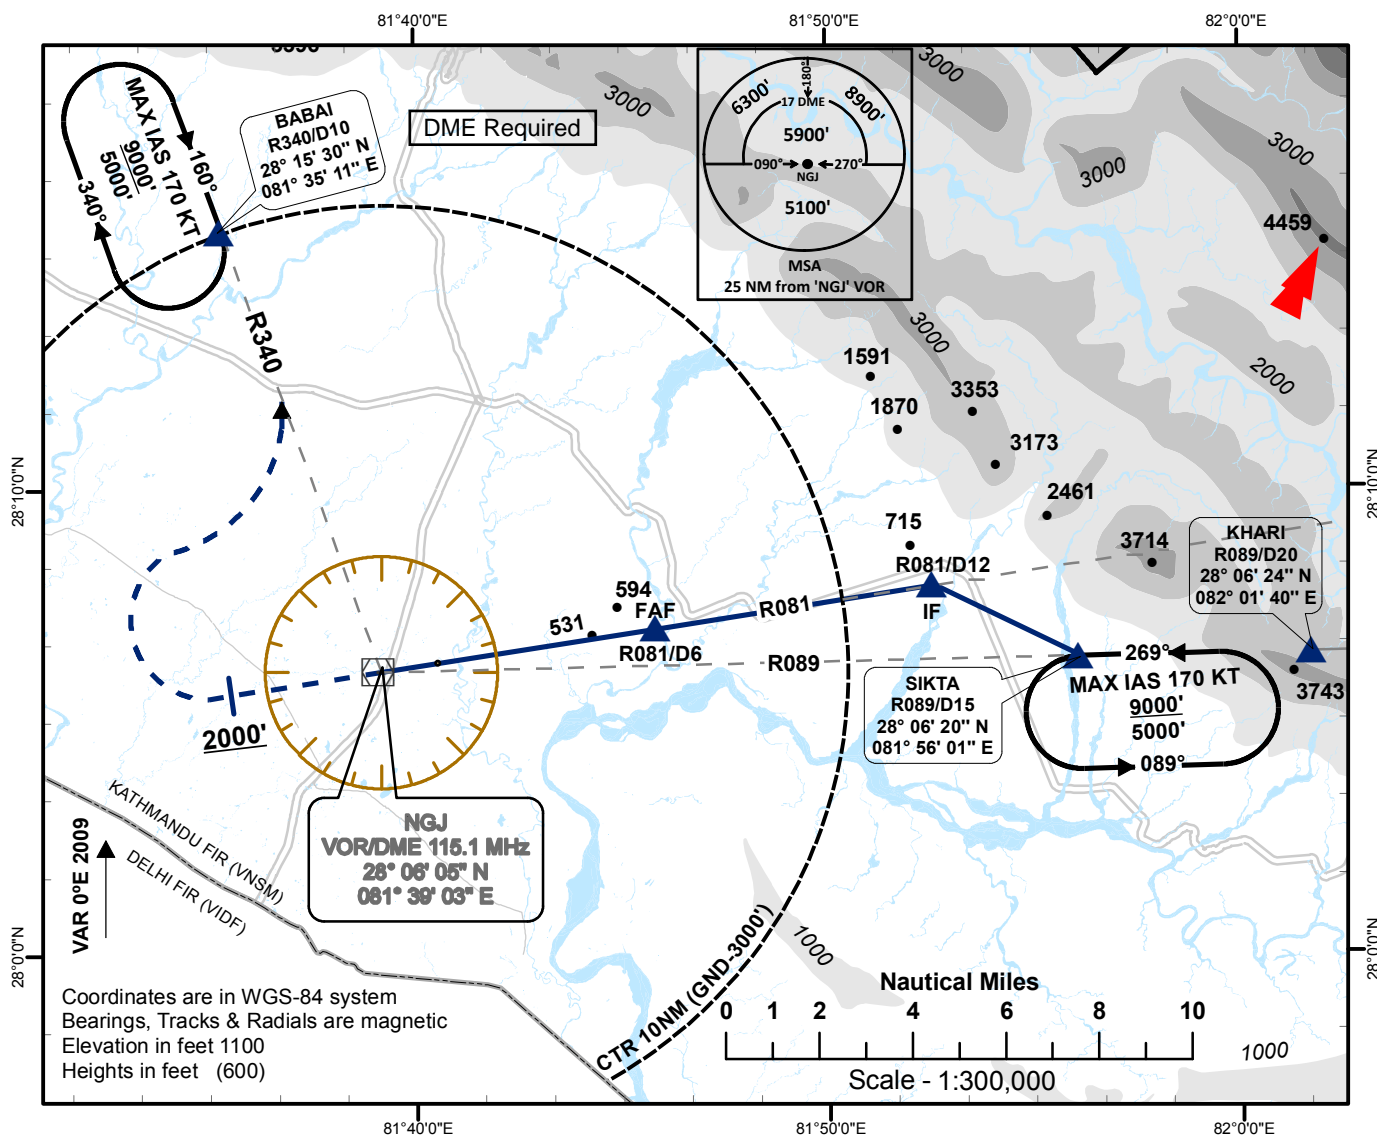 81°40'0"E
81°50'0"E
82°0'0"E
3000
3000
3000
3000
DME Required
MAX IAS 170 KT
9000'
5000'
160°
340°
BABAI
R340/D10
28° 15' 30" N
081° 35' 11" E
6300'
180°
8900'
17 DME
5900'
090°
270°
NGJ
5100'
MSA
25 NM from 'NGJ' VOR
4459
R340
3000
1591
3353
2000
1870
3173
28°10'0"N
28°10'0"N
2461
715
3714
KHARI
R089/D20
28° 06' 24" N
082° 01' 40" E
R081/D12
594
FAF
R081
IF
531
R081/D6
R089
269°
MAX IAS 170 KT
9000'
5000'
089°
3743
SIKTA
R089/D15
28° 06' 20" N
081° 56' 01" E
2000'
NGJ
VOR/DME 115.1 MHz
28° 06' 05" N
081° 39' 03" E
KATHMANDU FIR (VNSM)
DELHI FIR (VIDF)
VAR 0°E 2009
28°0'0"N
28°0'0"N
1000
CTR 10NM (GND-3000')
Coordinates are in WGS-84 system
Bearings, Tracks & Radials are magnetic
Elevation in feet 1100
Heights in feet (600)
Nautical Miles
0 1 2 4 6 8 10
Scale - 1:300,000
1000
81°40'0"E
81°50'0"E
82°0'0"E